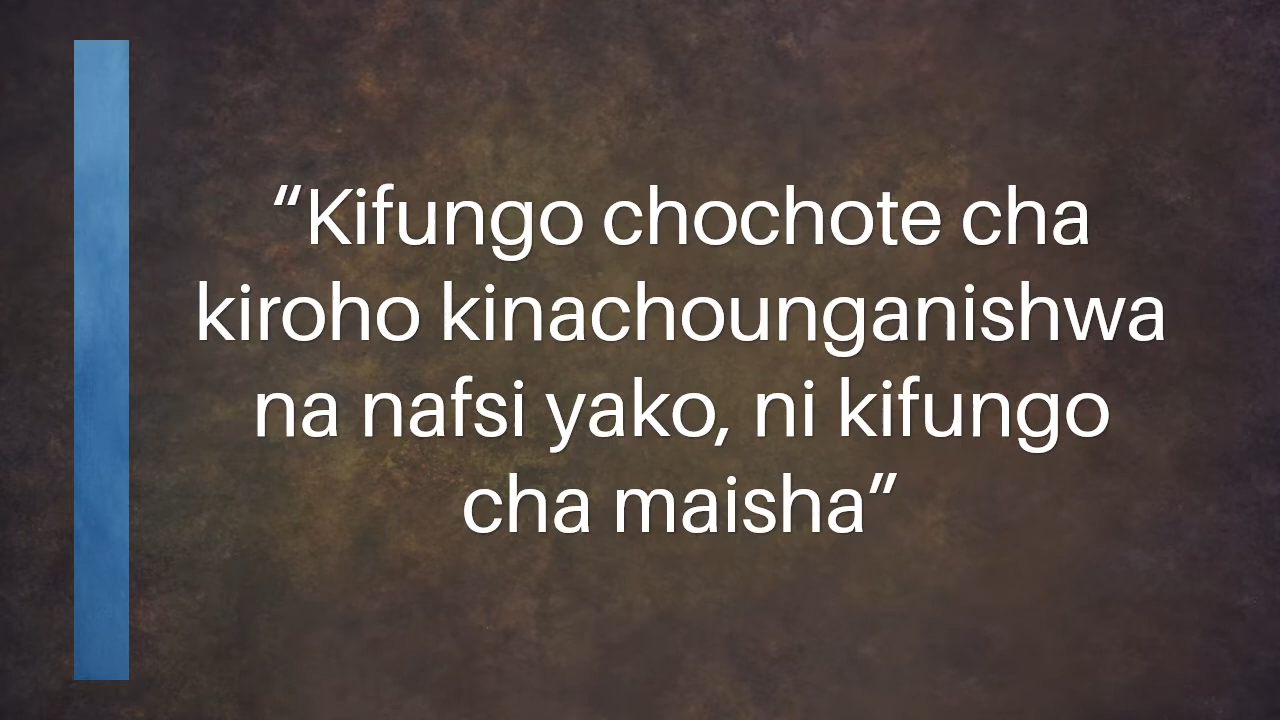 “Kifungo chochote cha
kiroho kinachounganishwa
na nafsi yako, ni kifungo
cha maisha”